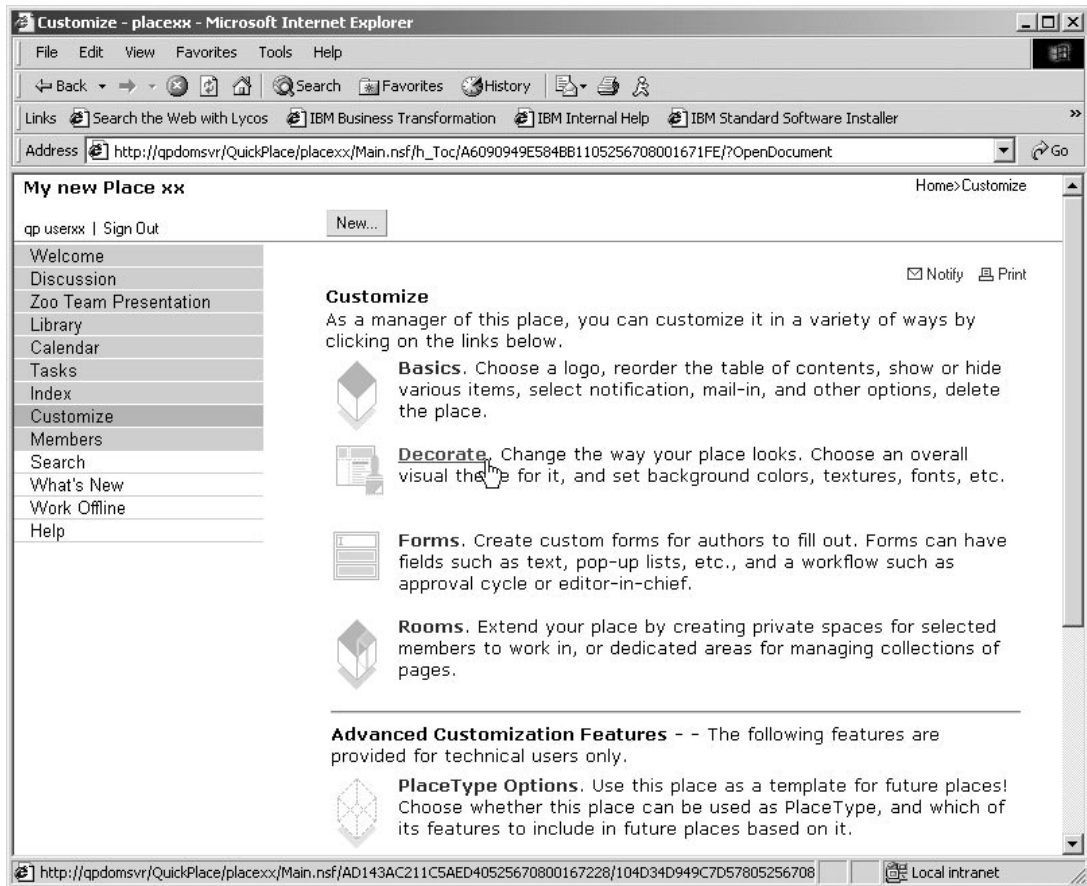 Customize - placexx - Microsoft Internet Explorer
File Edit View Favorites Tools Help
Back Search Favorites History
Links Search the Web with Lycos IBM Business Transformation IBM Internal Help IBM Standard Software Installer »
Address http://qpdomsvr/QuickPlace/placexx/Main.nsf/h_Toc/A6090949E584BB1105256708001671FE/?OpenDocument Go
My new Place xx
Home>Customize
qp userxx | Sign Out
New...
Welcome
Discussion
Zoo Team Presentation
Library
Calendar
Tasks
Index
Customize
Members
Search
What's New
Work Offline
Help
Notify Print
Customize
As a manager of this place, you can customize it in a variety of ways by
clicking on the links below.
Basics. Choose a logo, reorder the table of contents, show or hide
various items, select notification, mail-in, and other options, delete
the place.
Decorate. Change the way your place looks. Choose an overall
visual the e for it, and set background colors, textures, fonts, etc.
Forms. Create custom forms for authors to fill out. Forms can have
fields such as text, pop-up lists, etc., and a workflow such as
approval cycle or editor-in-chief.
Rooms. Extend your place by creating private spaces for selected
members to work in, or dedicated areas for managing collections of
pages.
Advanced Customization Features - - The following features are
provided for technical users only.
PlaceType Options. Use this place as a template for future places!
Choose whether this place can be used as PlaceType, and which of
its features to include in future places based on it.
http://qpdomsvr/QuickPlace/placexx/Main.nsf/AD143AC211C5AED40525670800167228/104D34D949C7D57805256708 Local intranet